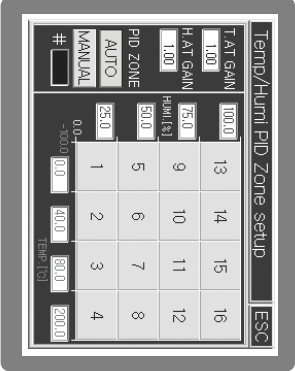 Temp/Humi PID Zone setup ESC
T.AT GAIN
1.00
H.AT GAIN
1.00
PID ZONE
AUTO
MANUAL
#
HUMI.[%]
100.0 13 14 15 16
75.0 9 10 11 12
50.0 5 6 7 8
25.0 1 2 3 4
0.0
-100.0 0.0 40.0 80.0 200.0
TEMP.[℃]